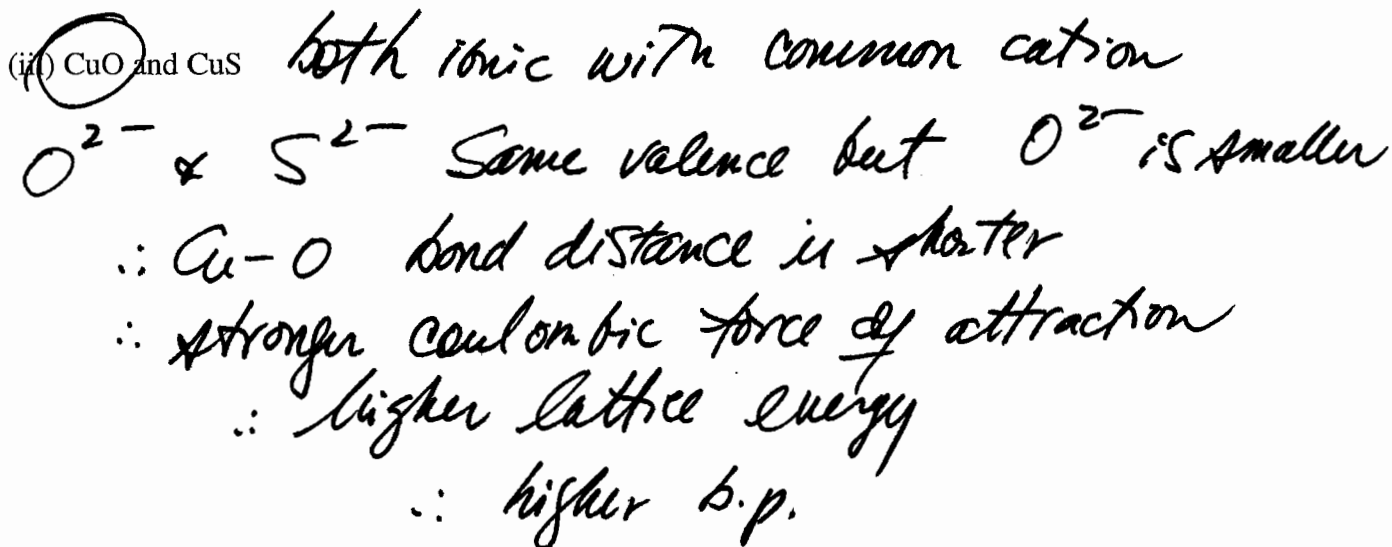 (iii) CuO and CuS both ionic with common cation
O²⁻ & S²⁻ Same valence but O²⁻ is smaller
∴ Cu-O bond distance is shorter
∴ stronger coulombic force of attraction
∴ higher lattice energy
∴ higher b.p.